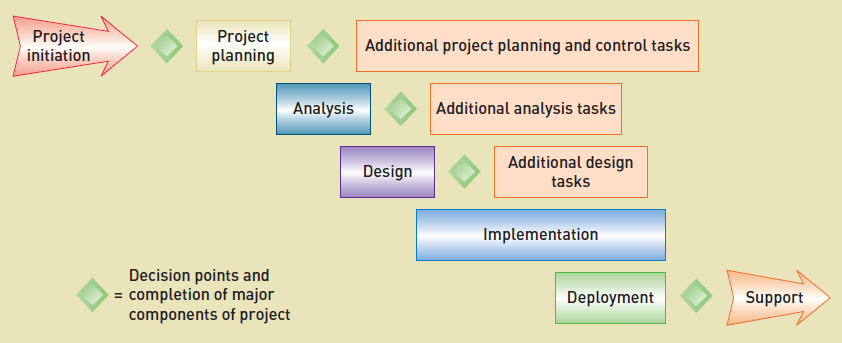 Project
initiation
Project
planning
Additional project planning and control tasks
Analysis
Additional analysis tasks
Design
Additional design
tasks
Implementation
= Decision points and
completion of major
components of project
Deployment
Support